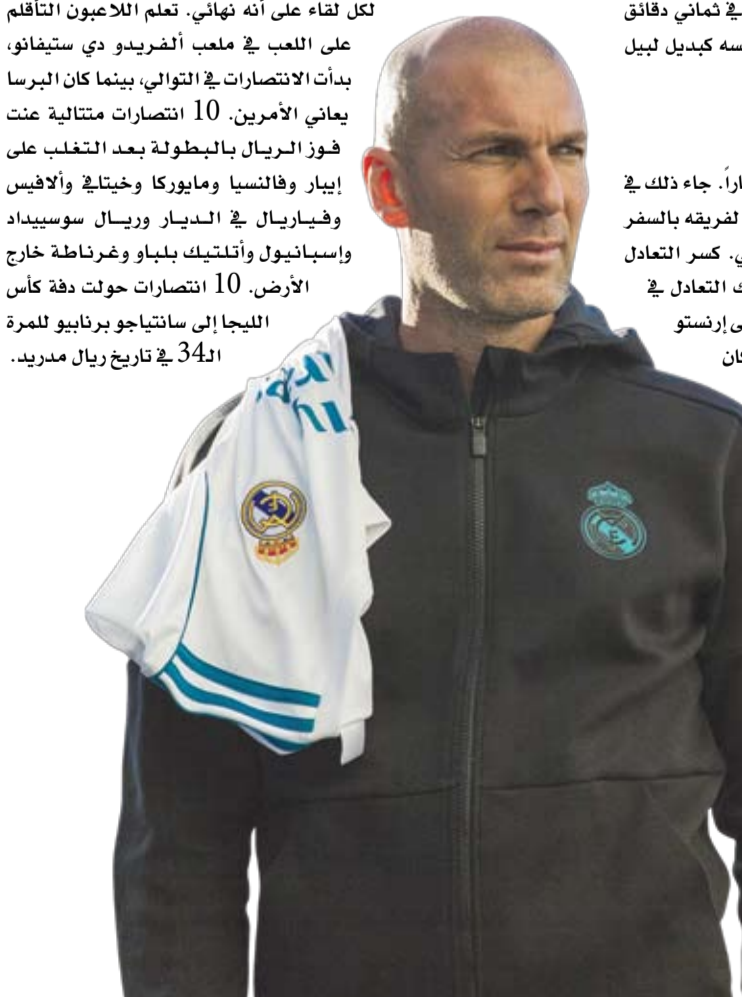 في ثماني دقائق
سه كبديل لبيل
اراً. جاء ذلك في
لفريقه بالسفر
ي. كسر التعادل
ك التعادل في
ى إرنستو
كان
لكل لقاء على أنه نهائي. تعلم اللاعبون التأقلم
على اللعب في ملعب ألفريدو دي ستيفانو،
بدأت الانتصارات في التوالي، بينما كان البرسا
يعاني الأمرين. 10 انتصارات متتالية عنت
فوز الريال بالبطولة بعد التغلب على
إيبار وفالنسيا ومايوركا وخيتافي وألافيس
وفياريال في الديار وريال سوسييداد
وإسبانيول وأتلتيك بلباو وغرناطة خارج
الأرض. 10 انتصارات حولت دفة كأس
الليجا إلى سانتياجو برنابيو للمرة
الـ34 في تاريخ ريال مدريد.